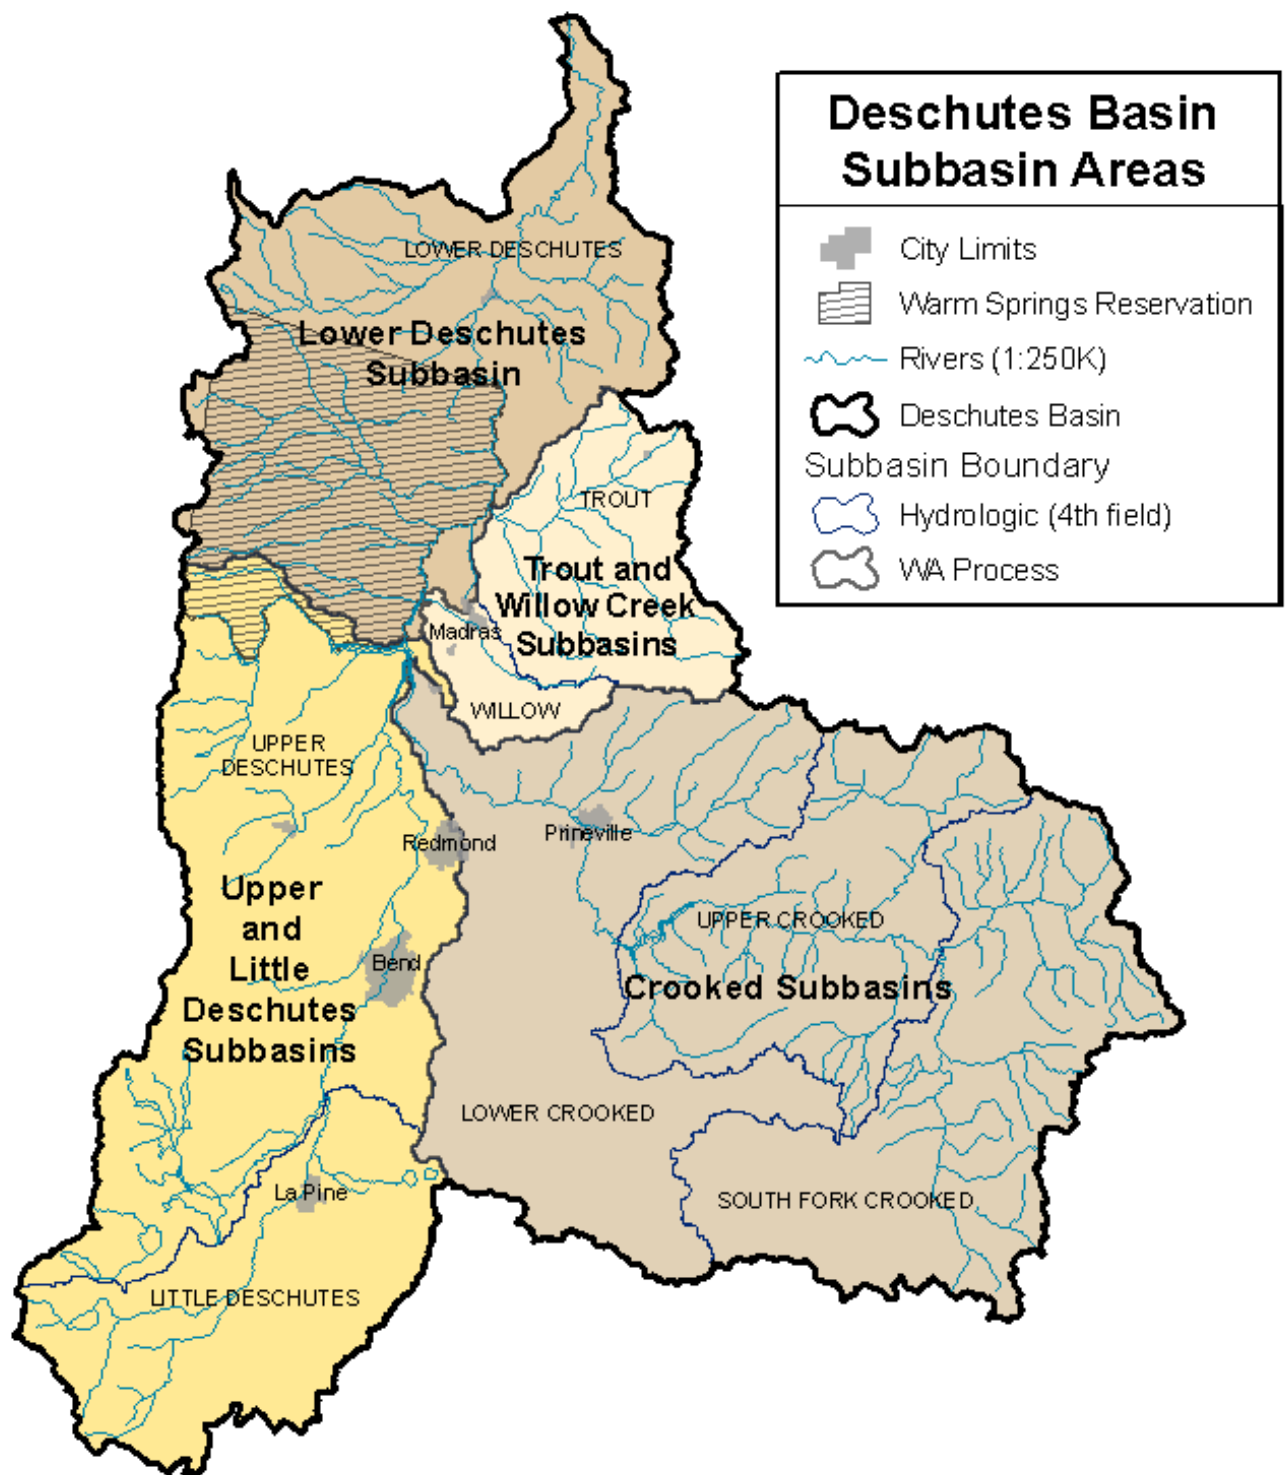 Deschutes Basin
Subbasin Areas
City Limits
Warm Springs Reservation
Rivers (1:250K)
Deschutes Basin
Subbasin Boundary
Hydrologic (4th field)
WA Process
LOWER DESCHUTES
Lower Deschutes
Subbasin
TROUT
Trout and
Willow Creek
Subbasins
Madras
WILLOW
UPPER
DESCHUTES
Redmond
Prineville
Upper
and
Little
Deschutes
Subbasins
Bend
UPPER CROOKED
Crooked Subbasins
LOWER CROOKED
La Pine
SOUTH FORK CROOKED
LITTLE DESCHUTES